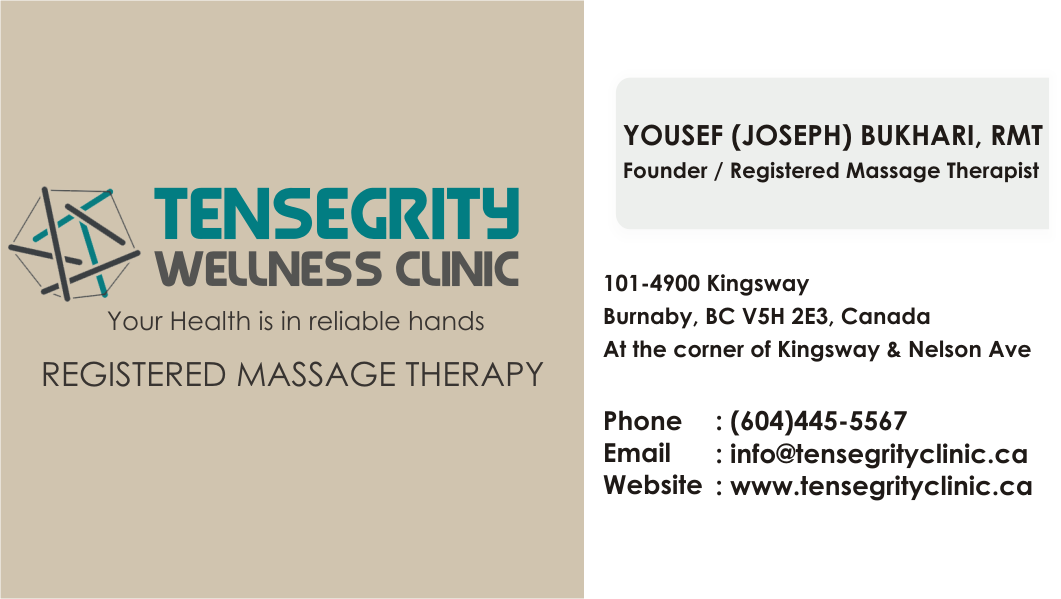 TENSEGRITY
WELLNESS CLINIC
Your Health is in reliable hands
REGISTERED MASSAGE THERAPY
YOUSEF (JOSEPH) BUKHARI, RMT
Founder / Registered Massage Therapist
101-4900 Kingsway
Burnaby, BC V5H 2E3, Canada
At the corner of Kingsway & Nelson Ave
Phone : (604)445-5567
Email : info@tensegrityclinic.ca
Website : www.tensegrityclinic.ca